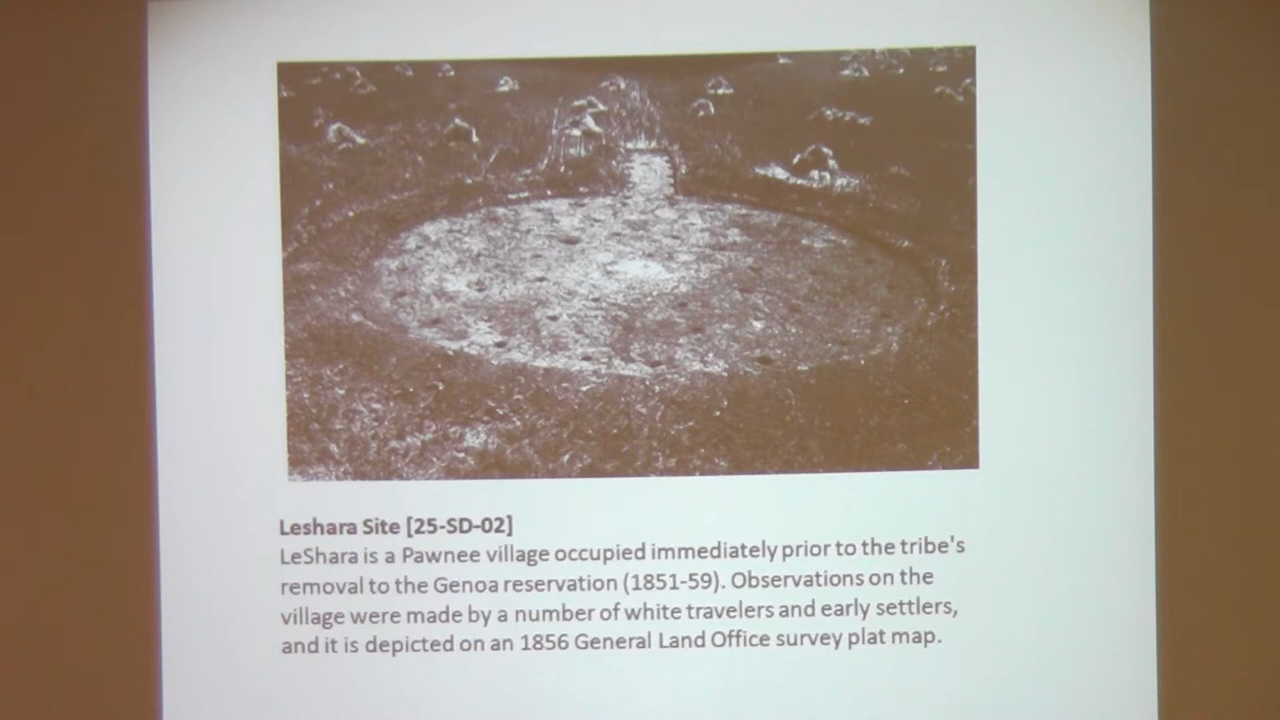 Leshara Site [25-SD-02]
LeShara is a Pawnee village occupied immediately prior to the tribe's
removal to the Genoa reservation (1851-59). Observations on the
village were made by a number of white travelers and early settlers,
and it is depicted on an 1856 General Land Office survey plat map.